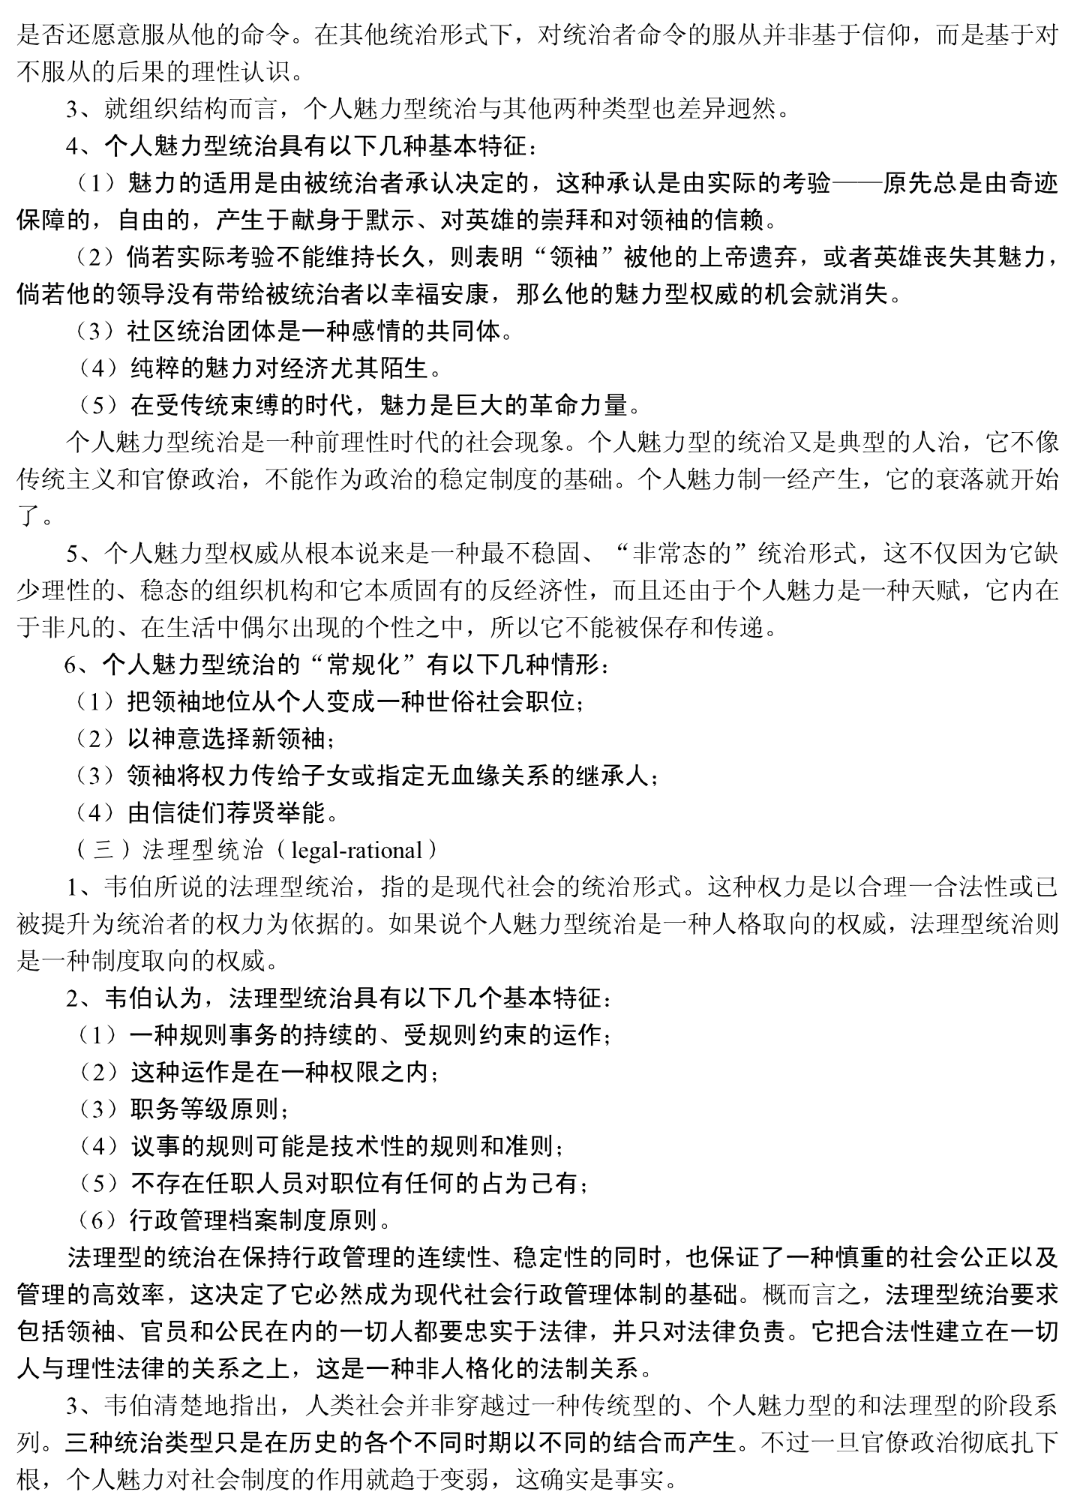 是否还愿意服从他的命令。在其他统治形式下，对统治者命令的服从并非基于信仰，而是基于对
不服从的后果的理性认识。
3、就组织结构而言，个人魅力型统治与其他两种类型也差异迥然。
4、个人魅力型统治具有以下几种基本特征：
（1）魅力的适用是由被统治者承认决定的，这种承认是由实际的考验——原先总是由奇迹
保障的，自由的，产生于献身于默示、对英雄的崇拜和对领袖的信赖。
（2）倘若实际考验不能维持长久，则表明“领袖”被他的上帝遗弃，或者英雄丧失其魅力，
倘若他的领导没有带给被统治者以幸福安康，那么他的魅力型权威的机会就消失。
（3）社区统治团体是一种感情的共同体。
（4）纯粹的魅力对经济尤其陌生。
（5）在受传统束缚的时代，魅力是巨大的革命力量。
个人魅力型统治是一种前理性时代的社会现象。个人魅力型的统治又是典型的人治，它不像
传统主义和官僚政治，不能作为政治的稳定制度的基础。个人魅力制一经产生，它的衰落就开始
了。
5、个人魅力型权威从根本说来是一种最不稳固、“非常态的”统治形式，这不仅因为它缺
少理性的、稳态的组织机构和它本质固有的反经济性，而且还由于个人魅力是一种天赋，它内在
于非凡的、在生活中偶尔出现的个性之中，所以它不能被保存和传递。
6、个人魅力型统治的“常规化”有以下几种情形：
（1）把领袖地位从个人变成一种世俗社会职位；
（2）以神意选择新领袖；
（3）领袖将权力传给子女或指定无血缘关系的继承人；
（4）由信徒们荐贤举能。
（三）法理型统治（legal-rational）
1、韦伯所说的法理型统治，指的是现代社会的统治形式。这种权力是以合理一合法性或已
被提升为统治者的权力为依据的。如果说个人魅力型统治是一种人格取向的权威，法理型统治则
是一种制度取向的权威。
2、韦伯认为，法理型统治具有以下几个基本特征：
（1）一种规则事务的持续的、受规则约束的运作；
（2）这种运作是在一种权限之内；
（3）职务等级原则；
（4）议事的规则可能是技术性的规则和准则；
（5）不存在任职人员对职位有任何的占为己有；
（6）行政管理档案制度原则。
法理型的统治在保持行政管理的连续性、稳定性的同时，也保证了一种慎重的社会公正以及
管理的高效率，这决定了它必然成为现代社会行政管理体制的基础。概而言之，法理型统治要求
包括领袖、官员和公民在内的一切人都要忠实于法律，并只对法律负责。它把合法性建立在一切
人与理性法律的关系之上，这是一种非人格化的法制关系。
3、韦伯清楚地指出，人类社会并非穿越过一种传统型的、个人魅力型的和法理型的阶段系
列。三种统治类型只是在历史的各个不同时期以不同的结合而产生。不过一旦官僚政治彻底扎下
根，个人魅力对社会制度的作用就趋于变弱，这确实是事实。